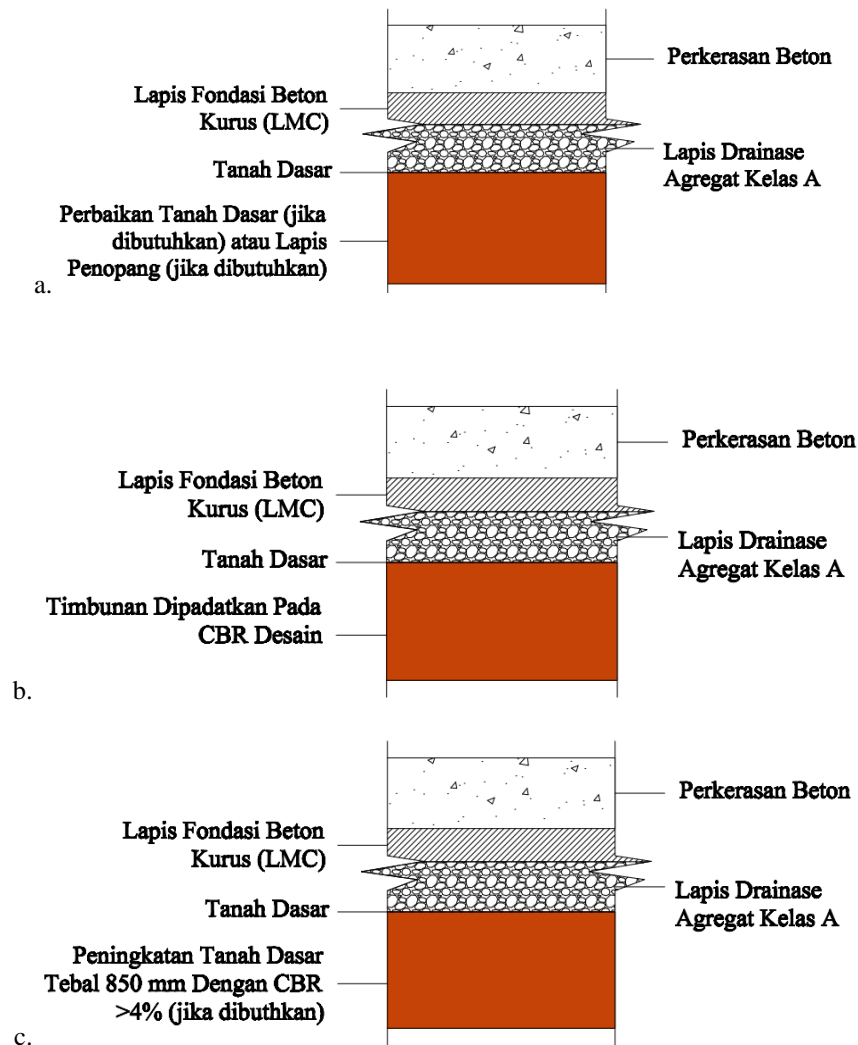 Perkerasan Beton
Lapis Fondasi Beton
Kurus (LMC)
Lapis Drainase
Agregat Kelas A
Tanah Dasar
Perbaikan Tanah Dasar (jika
dibutuhkan) atau Lapis
Penopang (jika dibutuhkan)
a.
Perkerasan Beton
Lapis Fondasi Beton
Kurus (LMC)
Lapis Drainase
Agregat Kelas A
Tanah Dasar
Timbunan Dipadatkan Pada
CBR Desain
b.
Perkerasan Beton
Lapis Fondasi Beton
Kurus (LMC)
Lapis Drainase
Agregat Kelas A
Tanah Dasar
Peningkatan Tanah Dasar
Tebal 850 mm Dengan CBR
>4% (jika dibuthkan)
c.